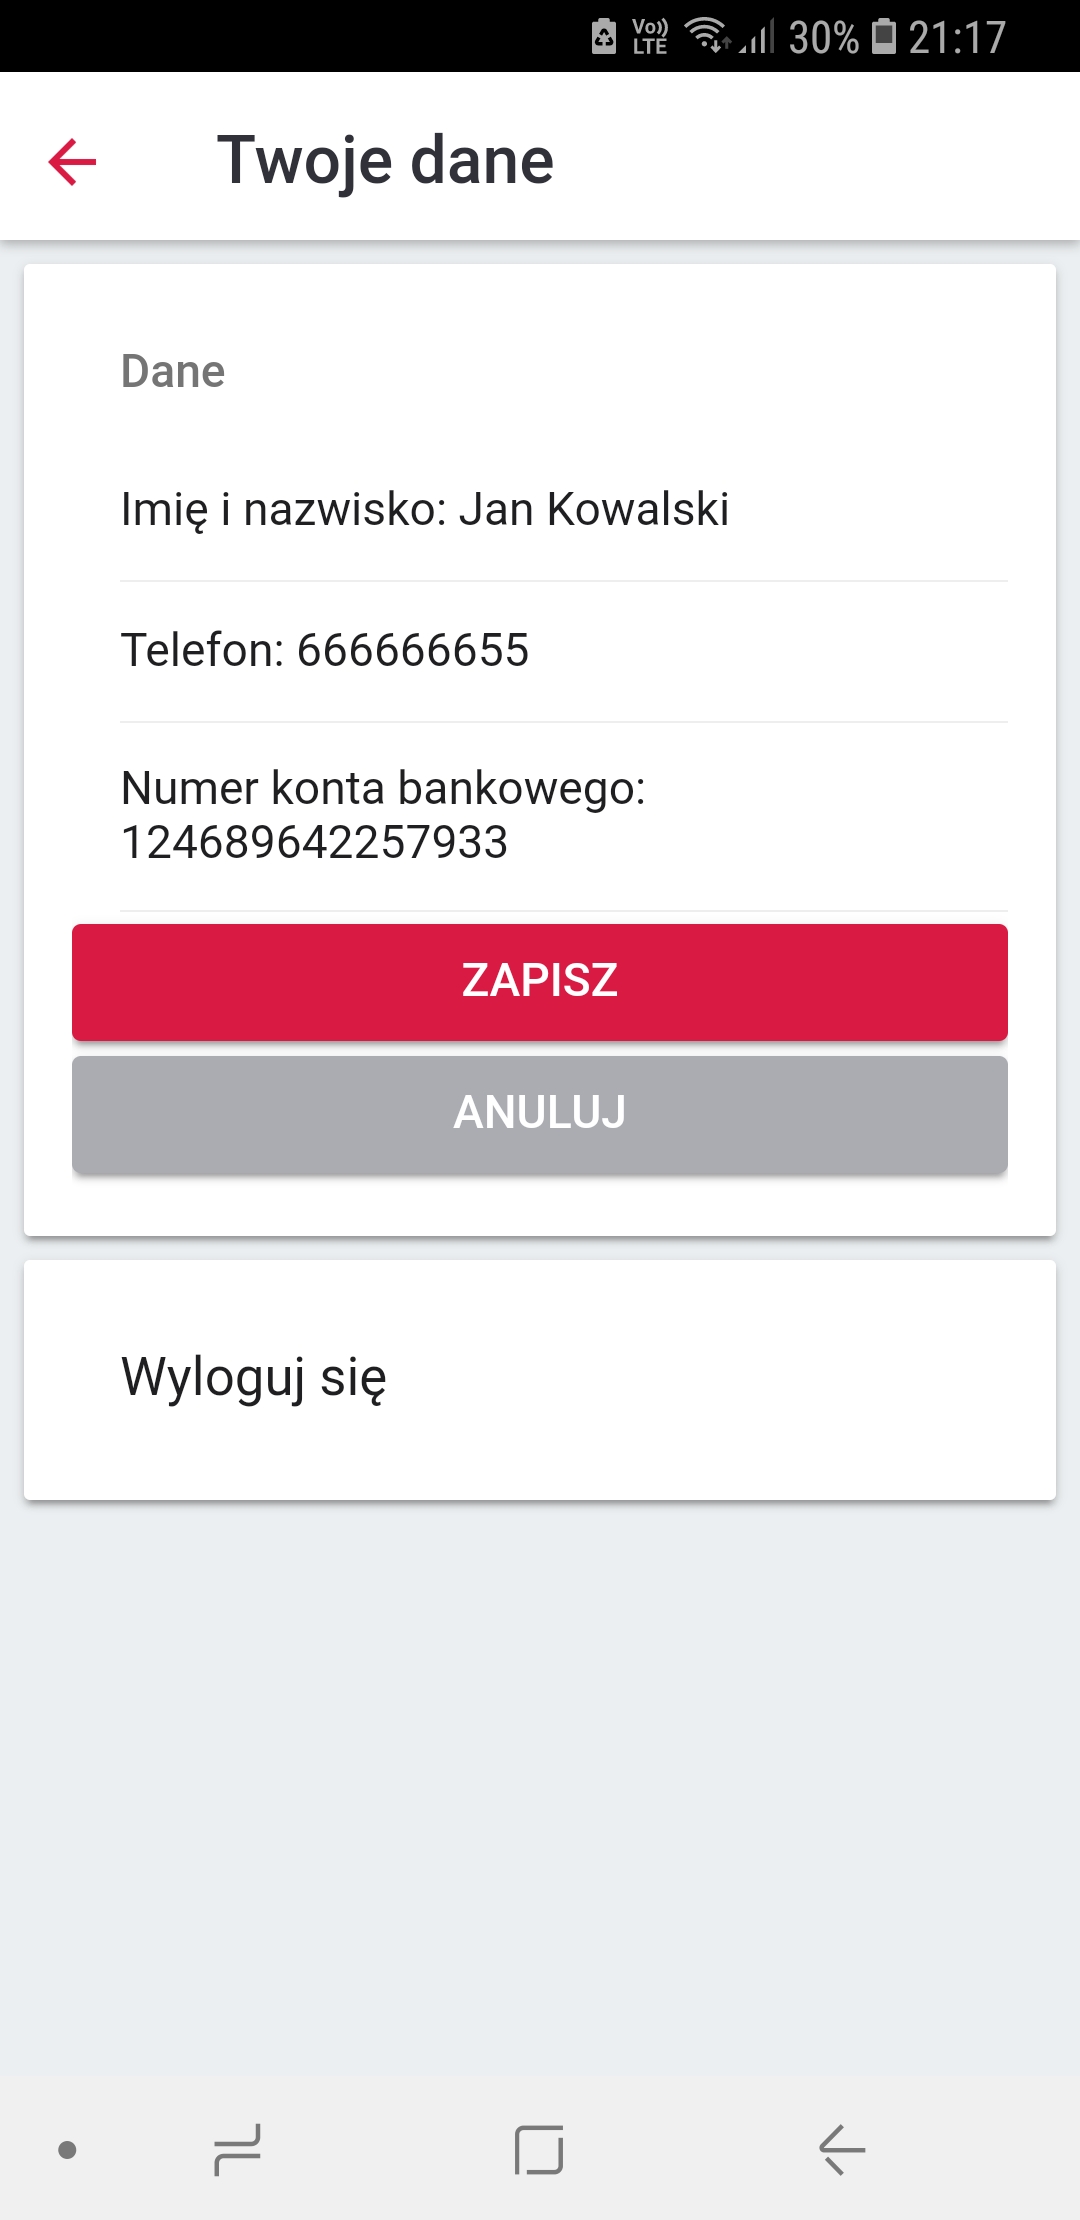 Vo)) LTE 30% 21:17
Twoje dane
Dane
Imię i nazwisko: Jan Kowalski
Telefon: 666666655
Numer konta bankowego:
124689642257933
ZAPISZ
ANULUJ
Wyloguj się